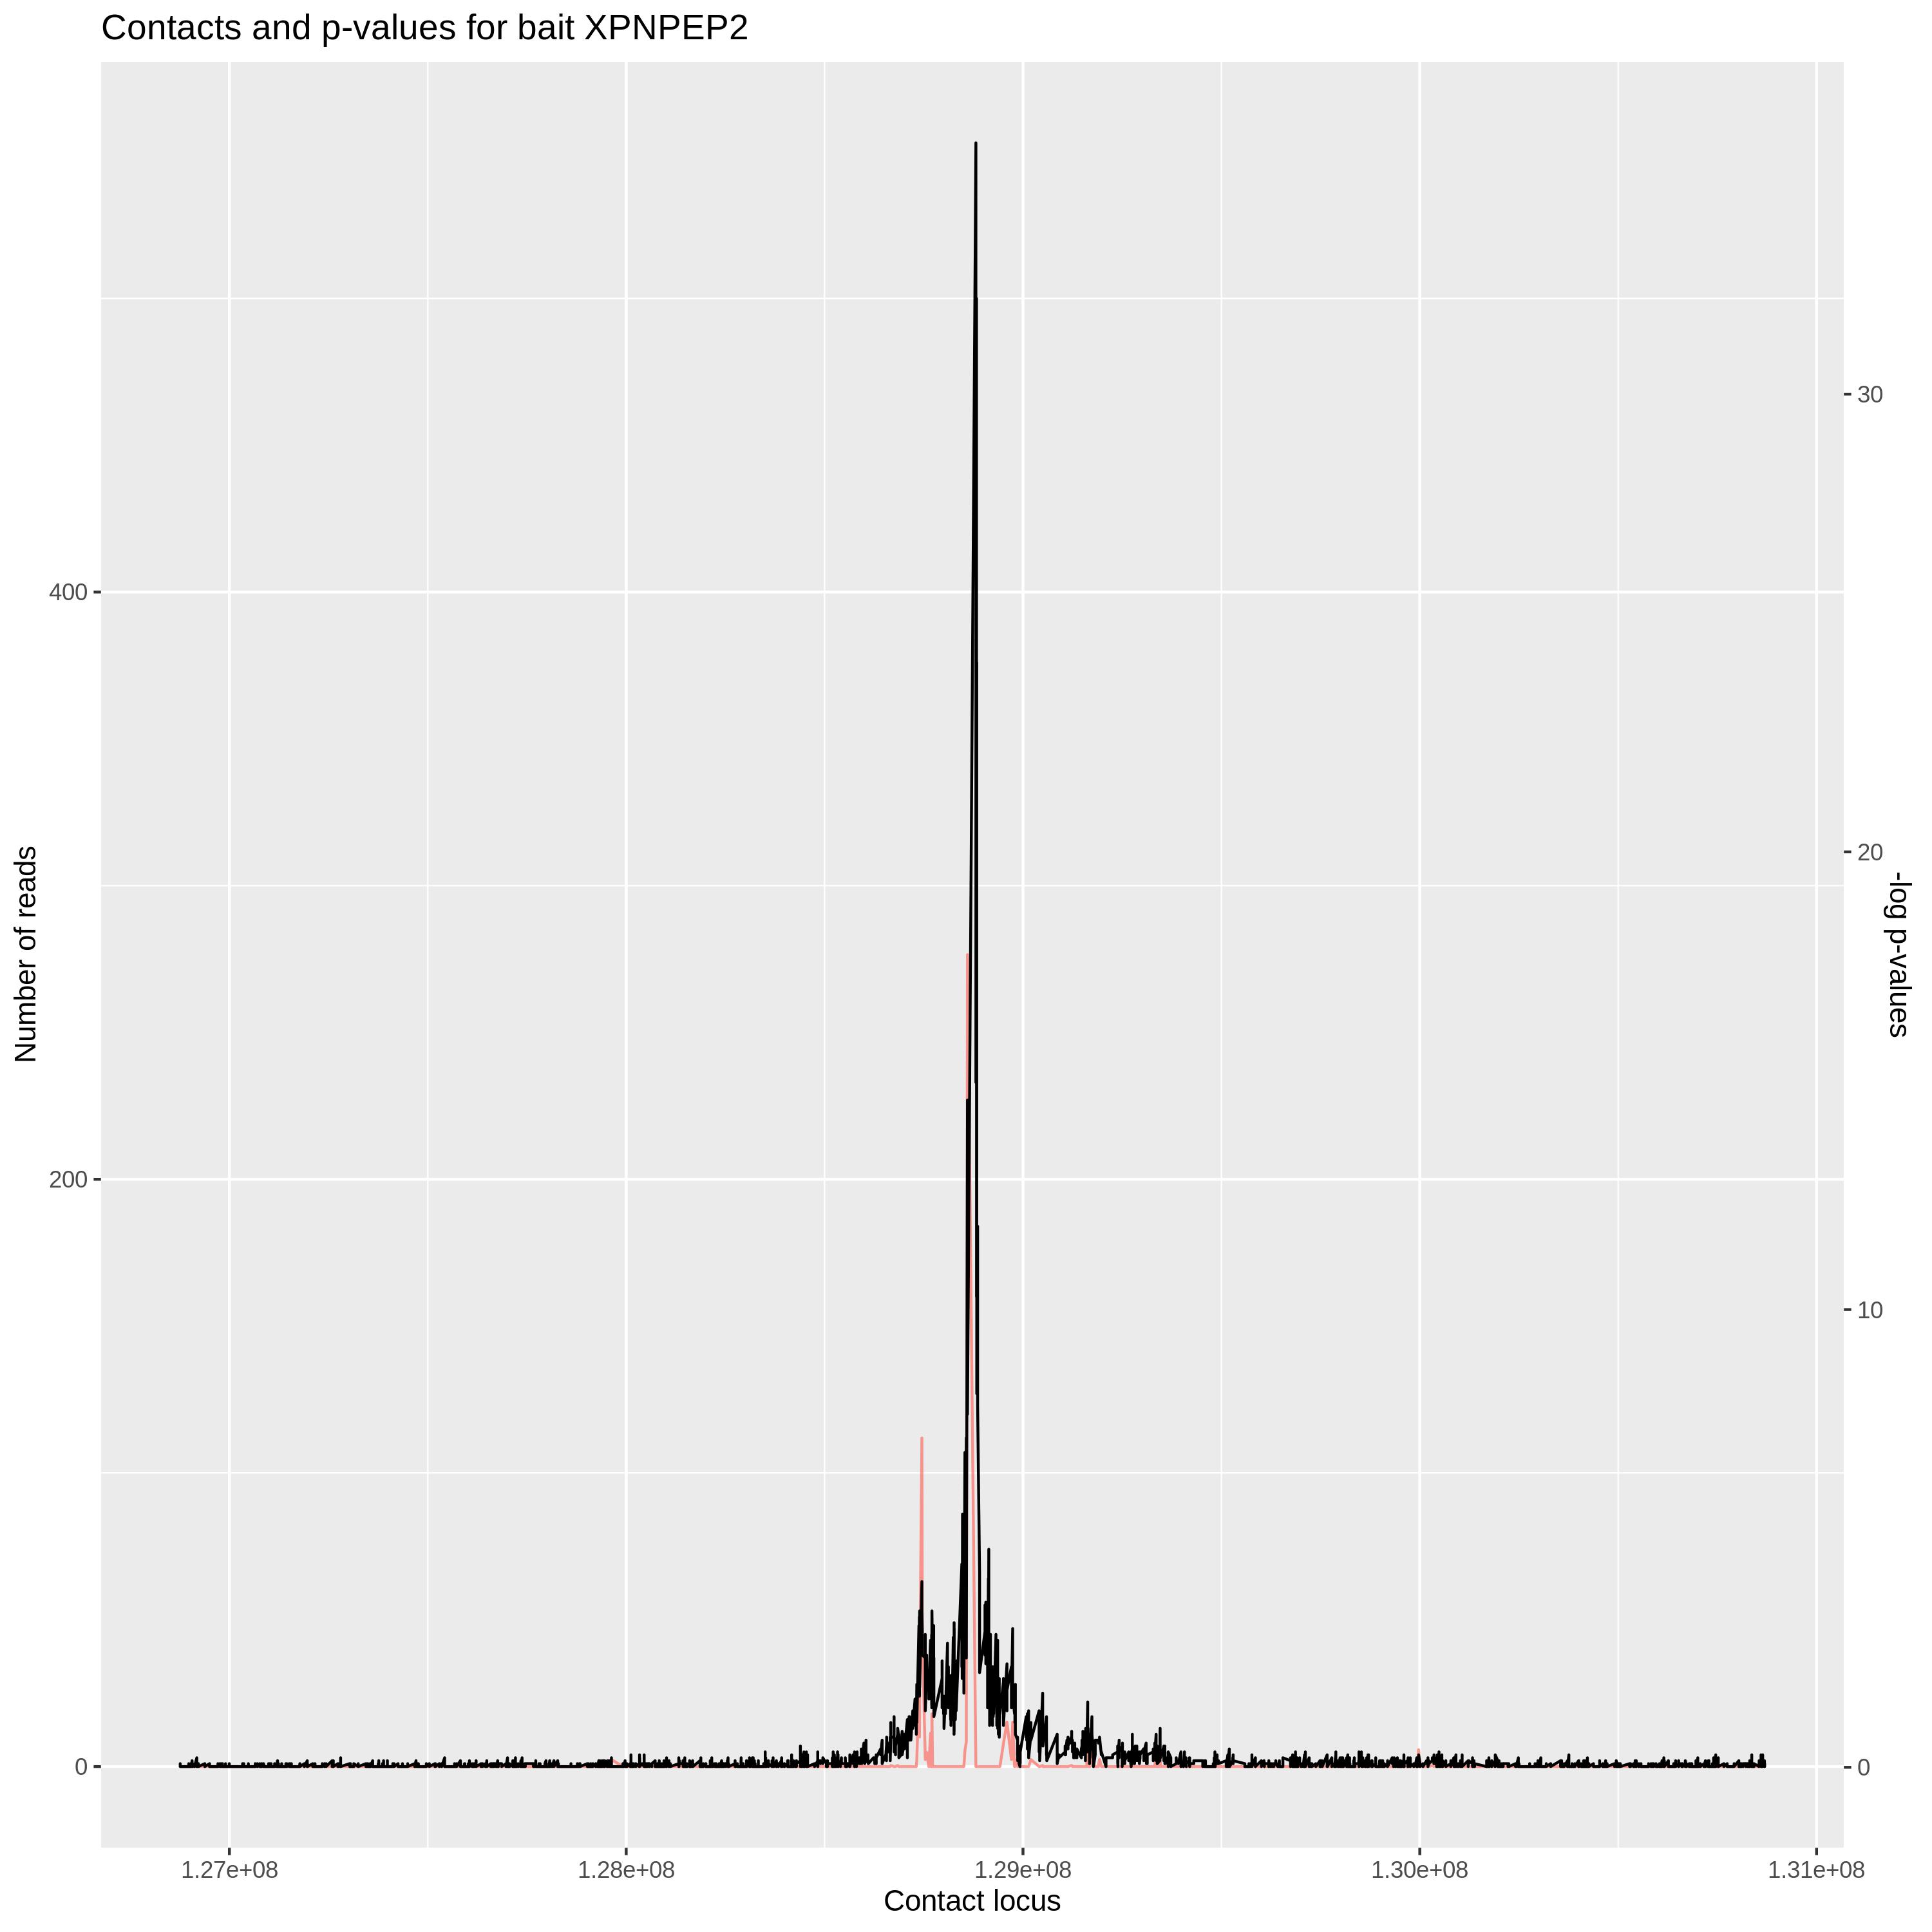 Contacts and p-values for bait XPNPEP2
400
200
0
Number of reads
30
20
10
0
-log p-values
1.27e+08
1.28e+08
1.29e+08
1.30e+08
1.31e+08
Contact locus